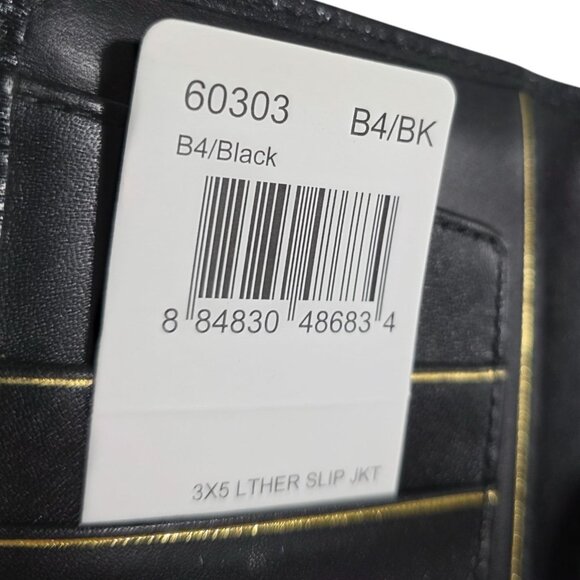 60303 B4/BK
B4/Black
8 84830 48683 4
3X5 LTHER SLIP JKT